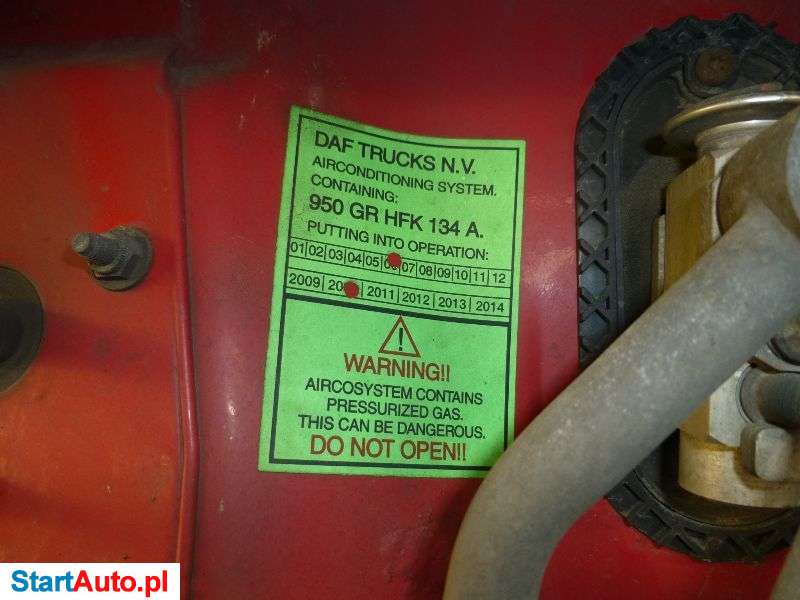 DAF TRUCKS N.V.
AIRCONDITIONING SYSTEM.
CONTAINING:
950 GR HFK 134 A.
PUTTING INTO OPERATION:
01|02|03|04|05|0 |07|08|09|10|11|12
2009|20 |2011|2012|2013|2014
WARNING!!
AIRCOSYSTEM CONTAINS
PRESSURIZED GAS.
THIS CAN BE DANGEROUS.
DO NOT OPEN!!
StartAuto.pl